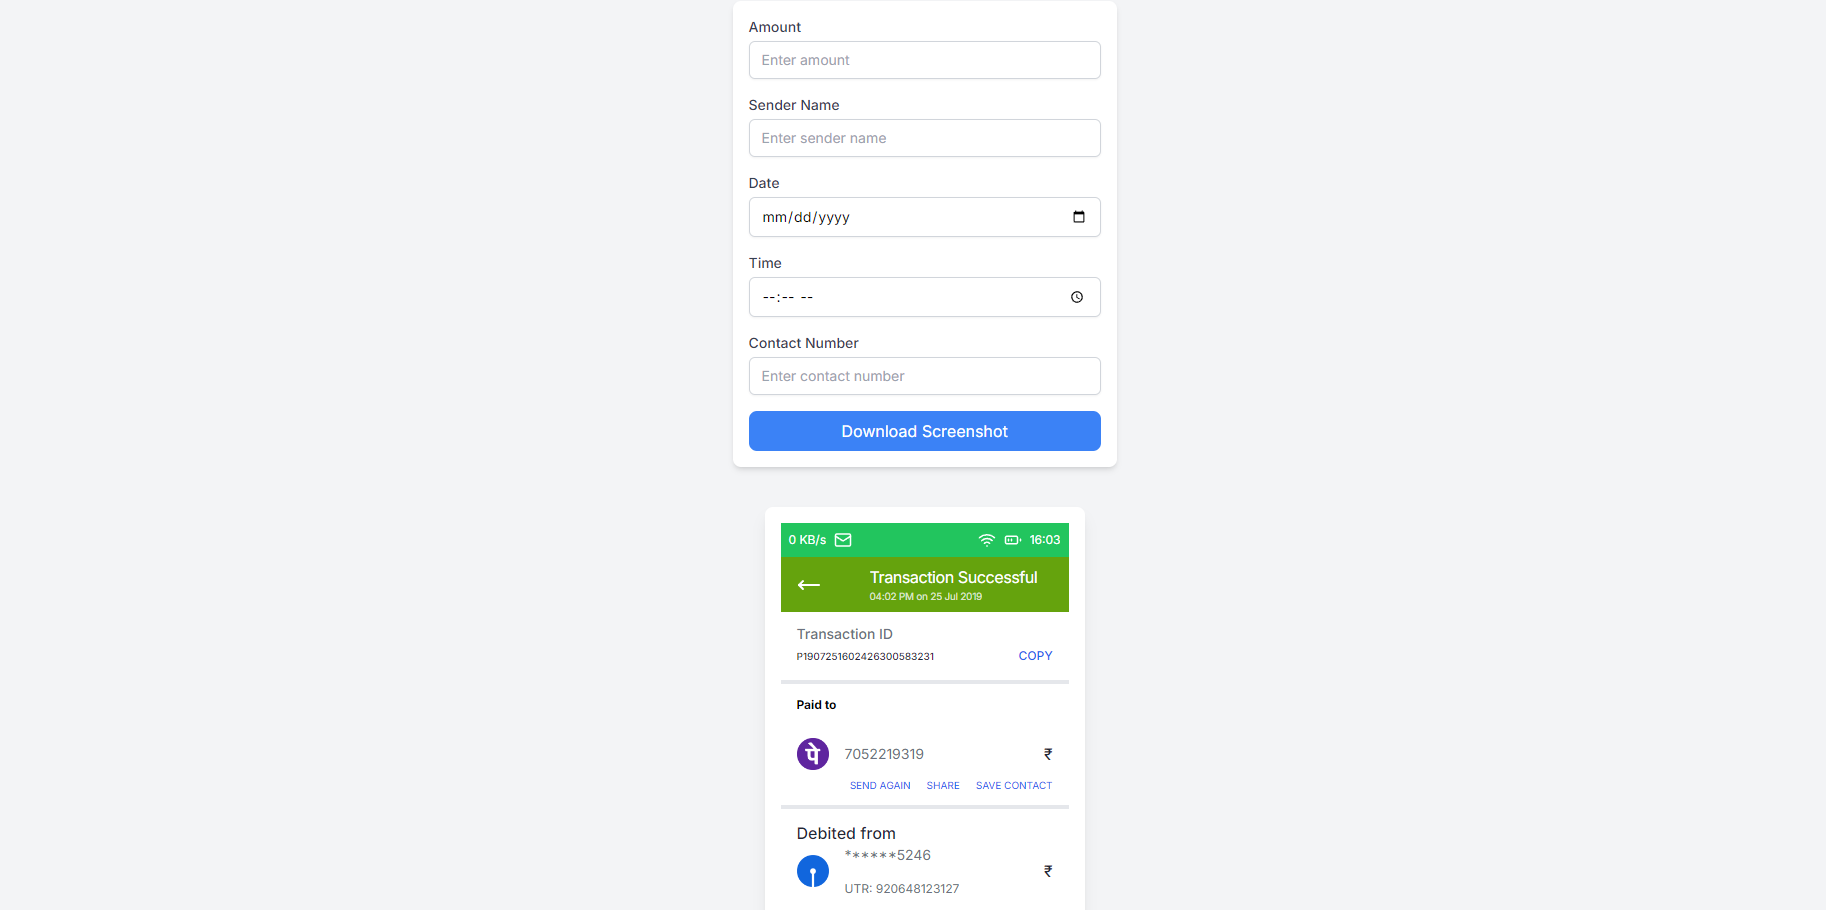 Amount
Enter amount
Sender Name
Enter sender name
Date
mm/dd/yyyy
Time
--:-- --
Contact Number
Enter contact number
Download Screenshot
0 KB/s 16:03
Transaction Successful
04:02 PM on 25 Jul 2019
Transaction ID
P1907251602426300583231 COPY
Paid to
पे 7052219319 ₹
SEND AGAIN SHARE SAVE CONTACT
Debited from
******5246
₹
UTR: 920648123127